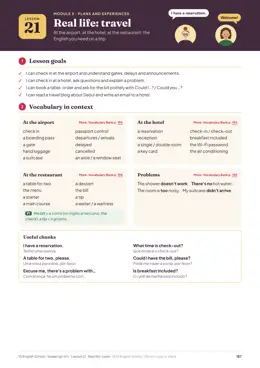 LESSON
21
MODULE 3 · PLANS AND EXPERIENCES
Real life: travel
At the airport, at the hotel, at the restaurant: the
English you need on a trip.
I have a reservation.
Welcome!
Lesson goals
I can check in at the airport and understand gates, delays and announcements.
I can check in at a hotel, ask questions and explain a problem.
I can book a table, order and ask for the bill politely with Could I…? / Could you…?
I can read a travel blog about Seoul and write an email to a hotel.
Vocabulary in context
At the airport
check in
a boarding pass
a gate
hand luggage
a suitcase
passport control
departures / arrivals
delayed
cancelled
an aisle / a window seat
At the hotel
a reservation
reception
a single / double room
a key card
check-in / check-out
breakfast included
the Wi-Fi password
the air conditioning
At the restaurant
a table for two
the menu
a starter
a main course
a dessert
the bill
a tip
a waiter / a waitress
Problems
The shower doesn't work.
There's no hot water.
The room is too noisy.
My suitcase didn't arrive.
Useful chunks
I have a reservation.
A table for two, please.
Excuse me, there's a problem with…
What time is check-out?
Could I have the bill, please?
Is breakfast included?